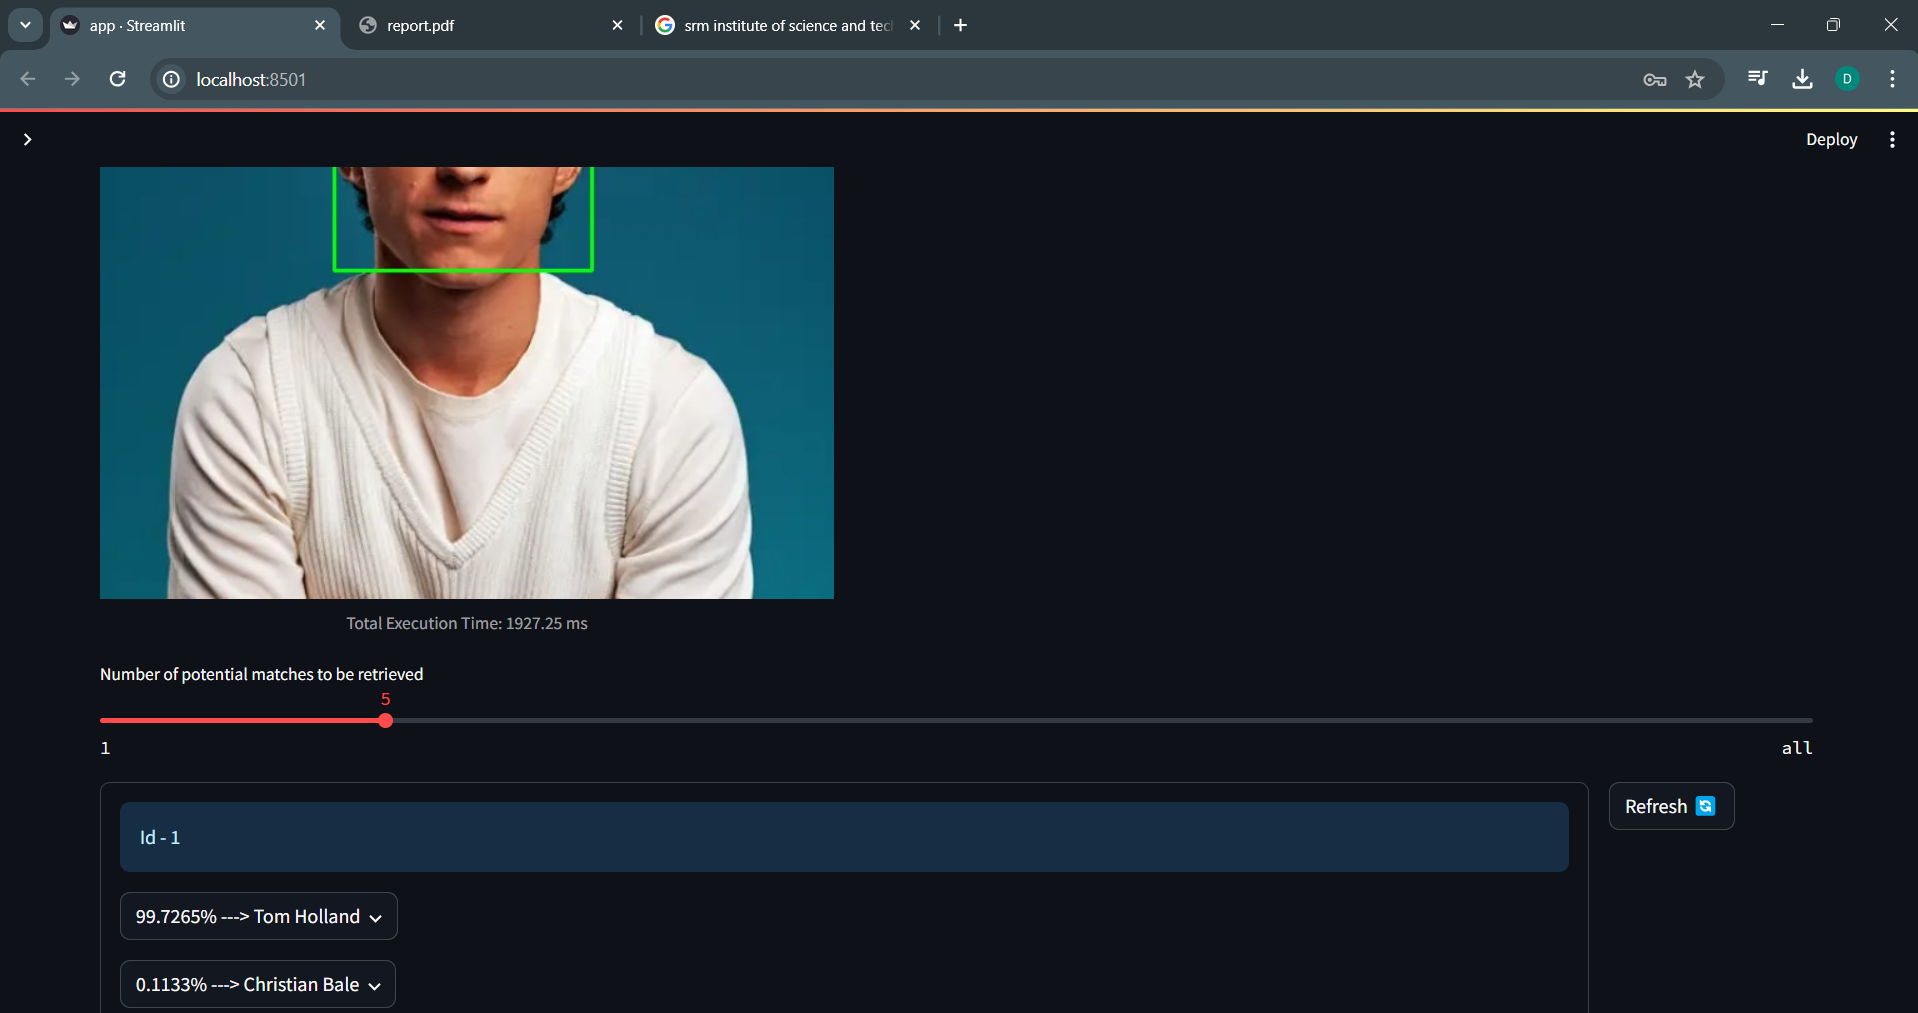 app · Streamlit
report.pdf
srm institute of science and tec
localhost:8501
D
Deploy
Total Execution Time: 1927.25 ms
Number of potential matches to be retrieved
5
1
all
Id - 1
Refresh
99.7265% ---> Tom Holland
0.1133% ---> Christian Bale